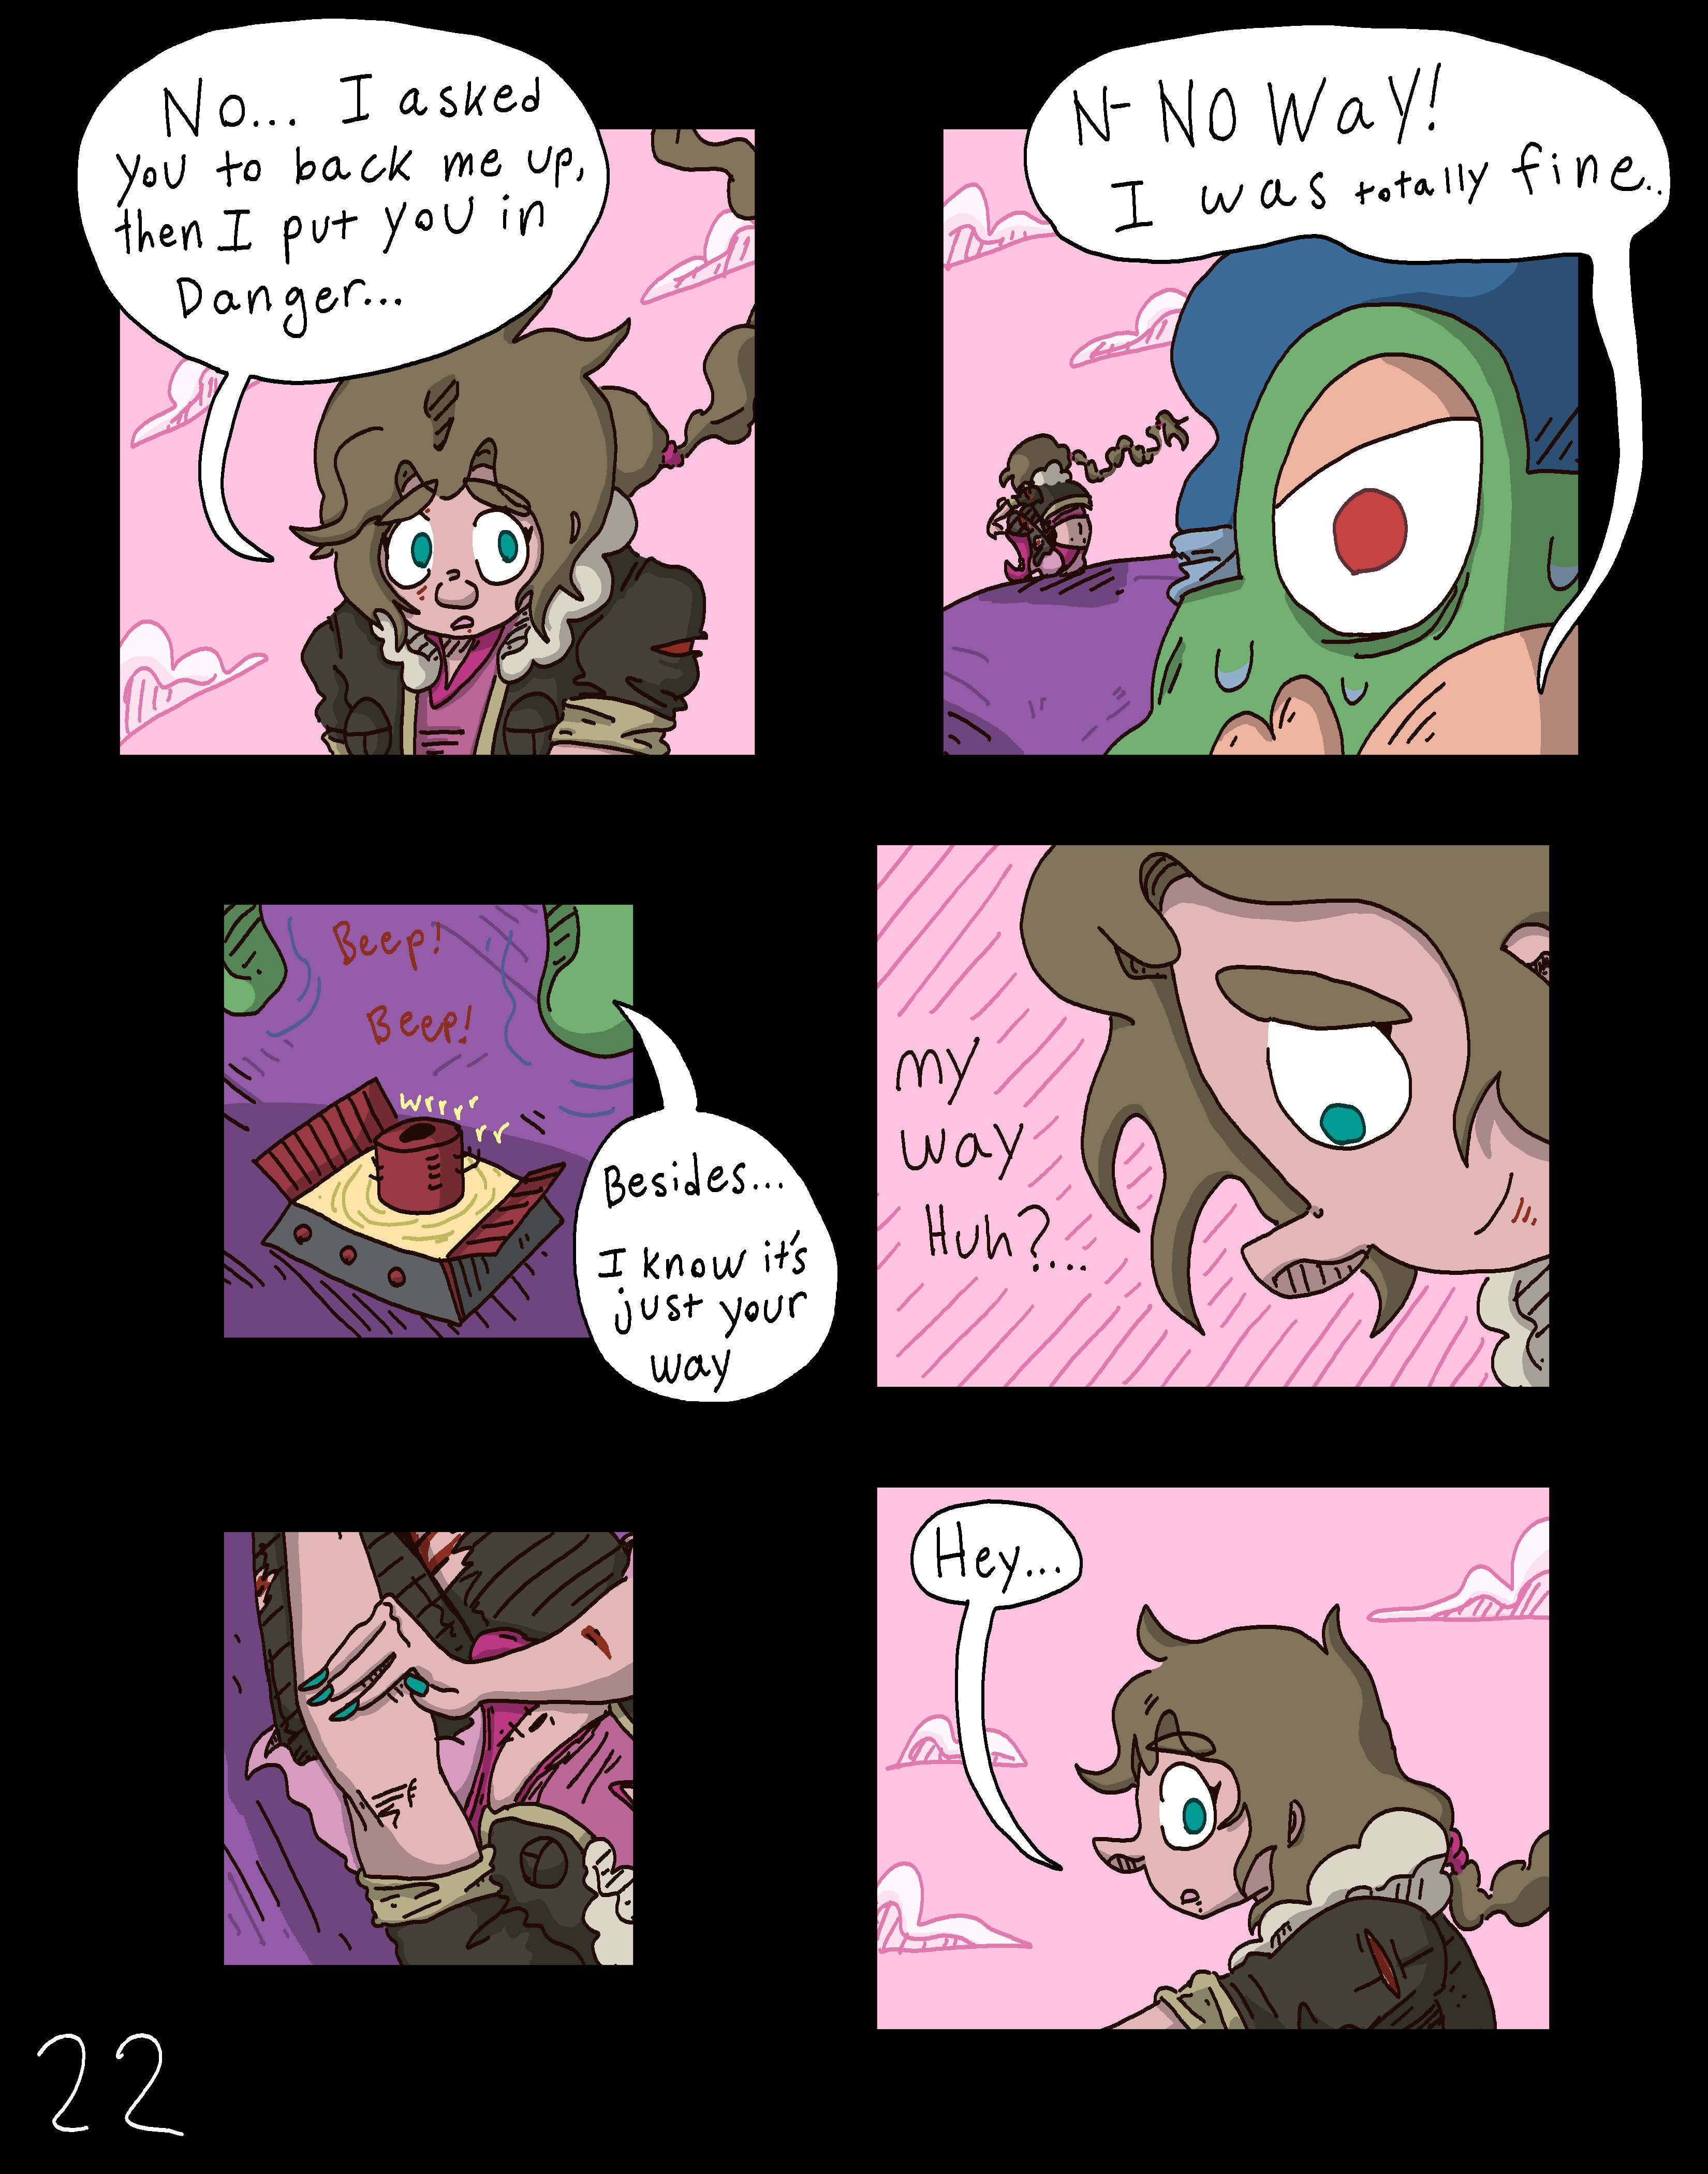 No... I asked
you to back me up,
then I put you in
Danger...
N- NO WaY!
I was totally fine..
Beep!
Beep!
wrrrr
rr
Besides...
I know it's
just your
way
my
way
Huh?....
Hey...
22